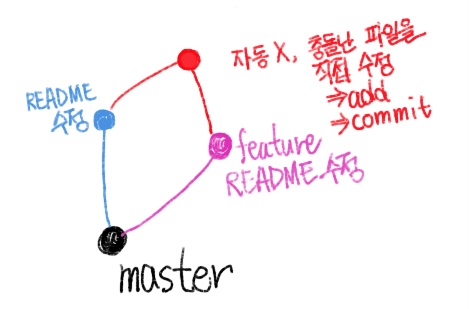 자동X, 충돌난 파일을
직접 수정
⇒add
→commit
README
수정
feature
README 수정
master